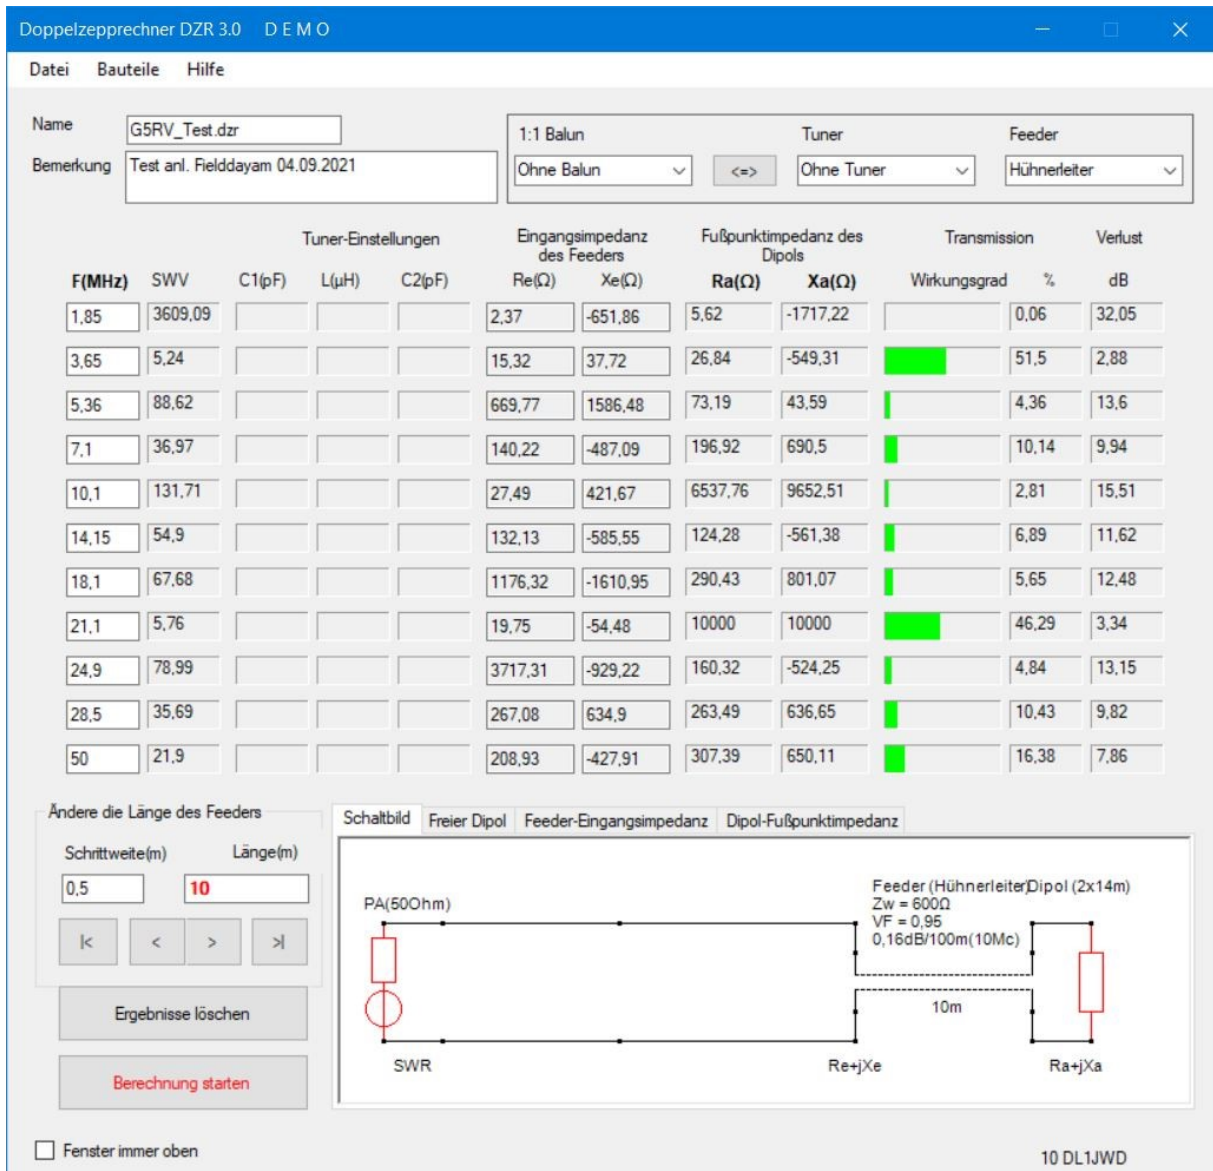 Doppelzepprechner DZR 3.0 D E M O
Datei Bauteile Hilfe
Name G5RV_Test.dzr
Bemerkung Test anl. Fielddayam 04.09.2021
1:1 Balun Tuner Feeder
Ohne Balun <=> Ohne Tuner Hühnerleiter
Tuner-Einstellungen Eingangsimpedanz Fußpunktimpedanz des Transmission Verlust
des Feeders Dipols
F(MHz) SWV C1(pF) L(µH) C2(pF) Re(Ω) Xe(Ω) Ra(Ω) Xa(Ω) Wirkungsgrad % dB
1,85 3609,09 2,37 -651,86 5,62 -1717,22 0,06 32,05
3,65 5,24 15,32 37,72 26,84 -549,31 51,5 2,88
5,36 88,62 669,77 1586,48 73,19 43,59 4,36 13,6
7,1 36,97 140,22 -487,09 196,92 690,5 10,14 9,94
10,1 131,71 27,49 421,67 6537,76 9652,51 2,81 15,51
14,15 54,9 132,13 -585,55 124,28 -561,38 6,89 11,62
18,1 67,68 1176,32 -1610,95 290,43 801,07 5,65 12,48
21,1 5,76 19,75 -54,48 10000 10000 46,29 3,34
24,9 78,99 3717,31 -929,22 160,32 -524,25 4,84 13,15
28,5 35,69 267,08 634,9 263,49 636,65 10,43 9,82
50 21,9 208,93 -427,91 307,39 650,11 16,38 7,86
Ändere die Länge des Feeders
Schrittweite(m) Länge(m)
0,5 10
|< < > >|
Ergebnisse löschen
Berechnung starten
Schaltbild Freier Dipol Feeder-Eingangsimpedanz Dipol-Fußpunktimpedanz
PA(50Ohm)
Feeder (Hühnerleiter)Dipol (2x14m)
Zw = 600Ω
VF = 0,95
0,16dB/100m(10Mc)
10m
SWR Re+jXe Ra+jXa
Fenster immer oben
10 DL1JWD